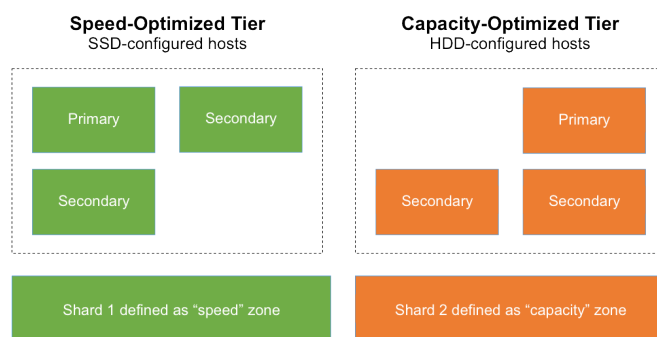 Speed-Optimized Tier
SSD-configured hosts
Primary
Secondary
Secondary
Shard 1 defined as “speed” zone
Capacity-Optimized Tier
HDD-configured hosts
Primary
Secondary
Secondary
Shard 2 defined as “capacity” zone